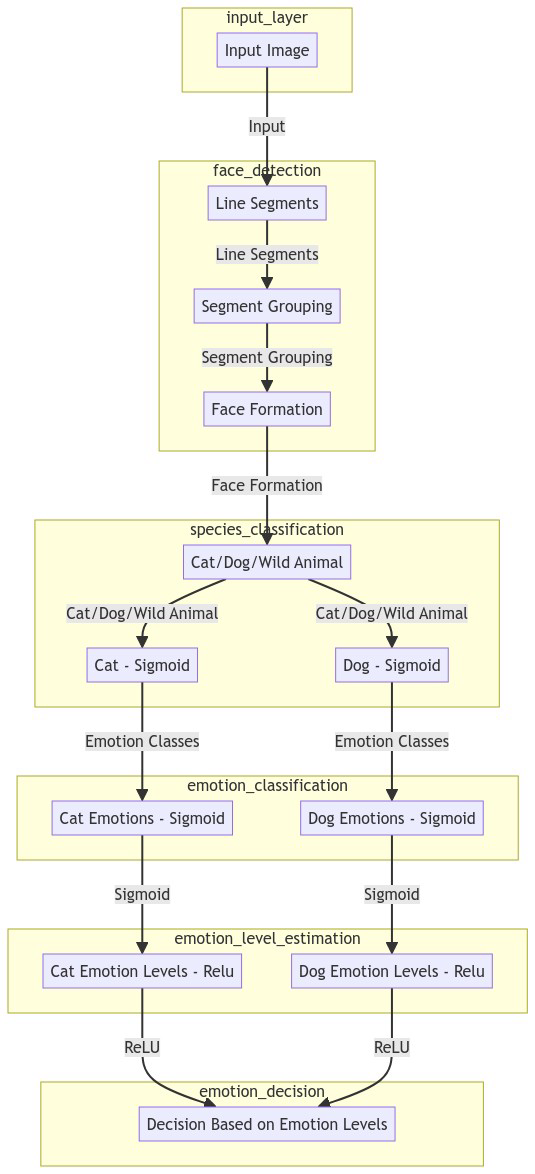 input_layer
Input Image
Input
face_detection
Line Segments
Line Segments
Segment Grouping
Segment Grouping
Face Formation
Face Formation
species_classification
Cat/Dog/Wild Animal
Cat/Dog/Wild Animal
Cat/Dog/Wild Animal
Cat - Sigmoid
Dog - Sigmoid
Emotion Classes
Emotion Classes
emotion_classification
Cat Emotions - Sigmoid
Dog Emotions - Sigmoid
Sigmoid
Sigmoid
emotion_level_estimation
Cat Emotion Levels - Relu
Dog Emotion Levels - Relu
ReLU
ReLU
emotion_decision
Decision Based on Emotion Levels